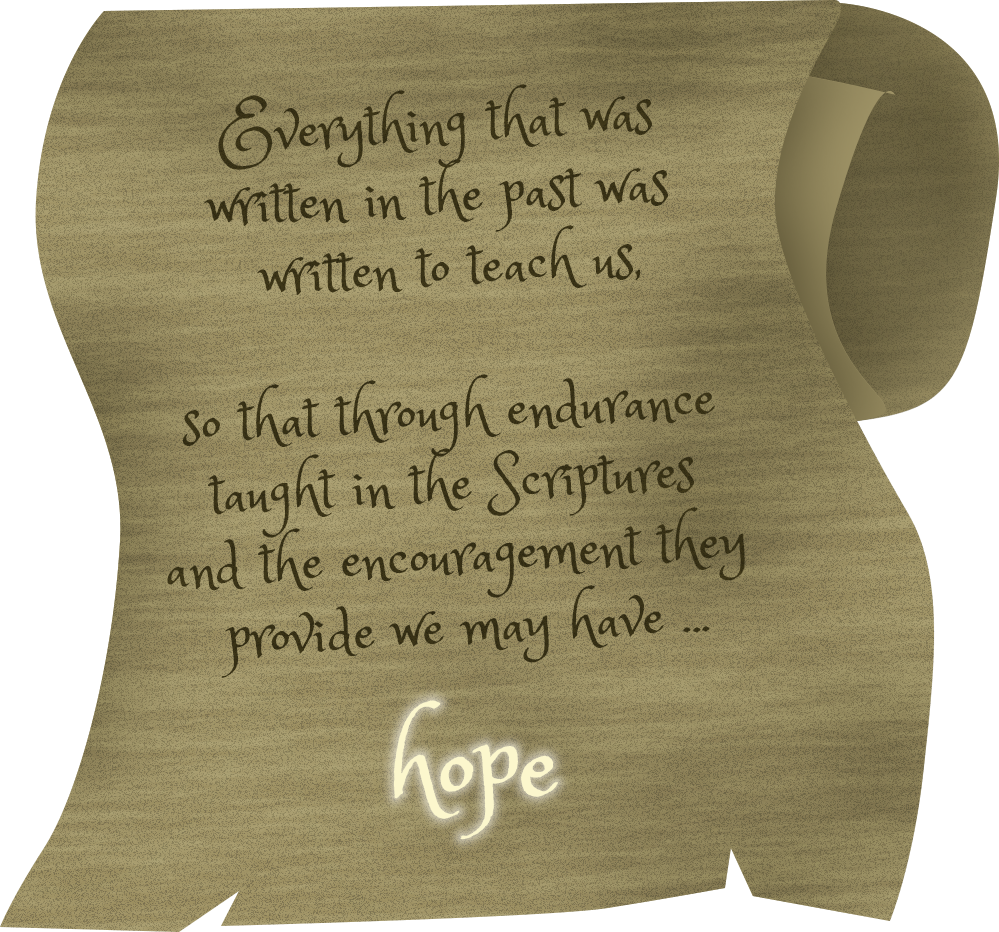 Everything that was
written in the past was
written to teach us,
so that through endurance
taught in the Scriptures
and the encouragement they
provide we may have ...
hope